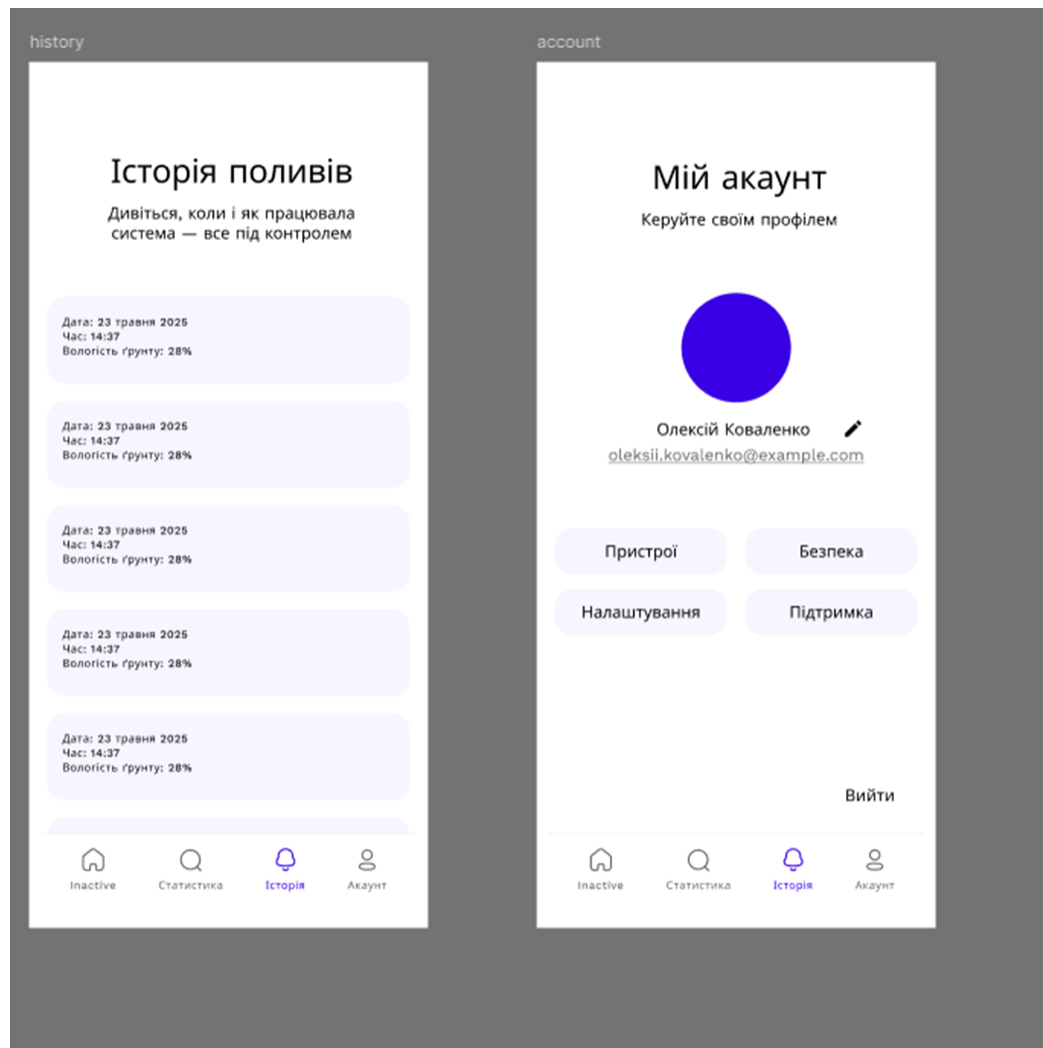 history
Історія поливів
Дивіться, коли і як працювала
система — все під контролем
Дата: 23 травня 2025
Час: 14:37
Вологість ґрунту: 28%
Дата: 23 травня 2025
Час: 14:37
Вологість ґрунту: 28%
Дата: 23 травня 2025
Час: 14:37
Вологість ґрунту: 28%
Дата: 23 травня 2025
Час: 14:37
Вологість ґрунту: 28%
Дата: 23 травня 2025
Час: 14:37
Вологість ґрунту: 28%
Inactive
Статистика
Історія
Акаунт
account
Мій акаунт
Керуйте своїм профілем
Олексій Коваленко
oleksii.kovalenko@example.com
Пристрої
Безпека
Налаштування
Підтримка
Вийти
Inactive
Статистика
Історія
Акаунт